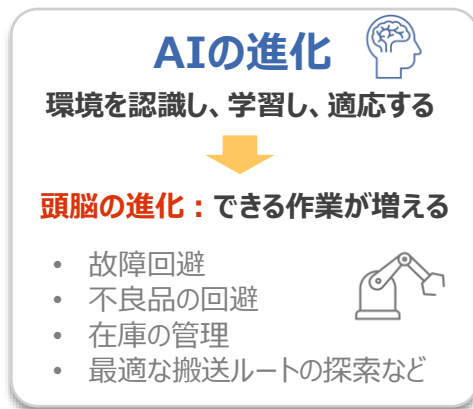 AIの進化
環境を認識し、学習し、適応する
頭脳の進化：できる作業が増える
• 故障回避
• 不良品の回避
• 在庫の管理
• 最適な搬送ルートの探索など